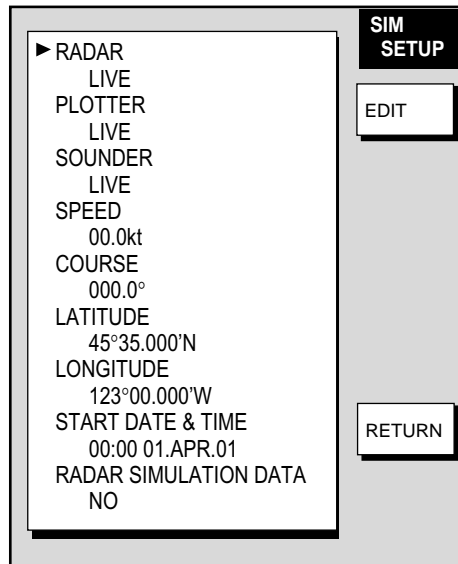 SIM
SETUP
▶RADAR
LIVE
PLOTTER
LIVE
SOUNDER
LIVE
SPEED
00.0kt
COURSE
000.0°
LATITUDE
45°35.000’N
LONGITUDE
123°00.000’W
START DATE & TIME
00:00 01.APR.01
RADAR SIMULATION DATA
NO
EDIT
RETURN